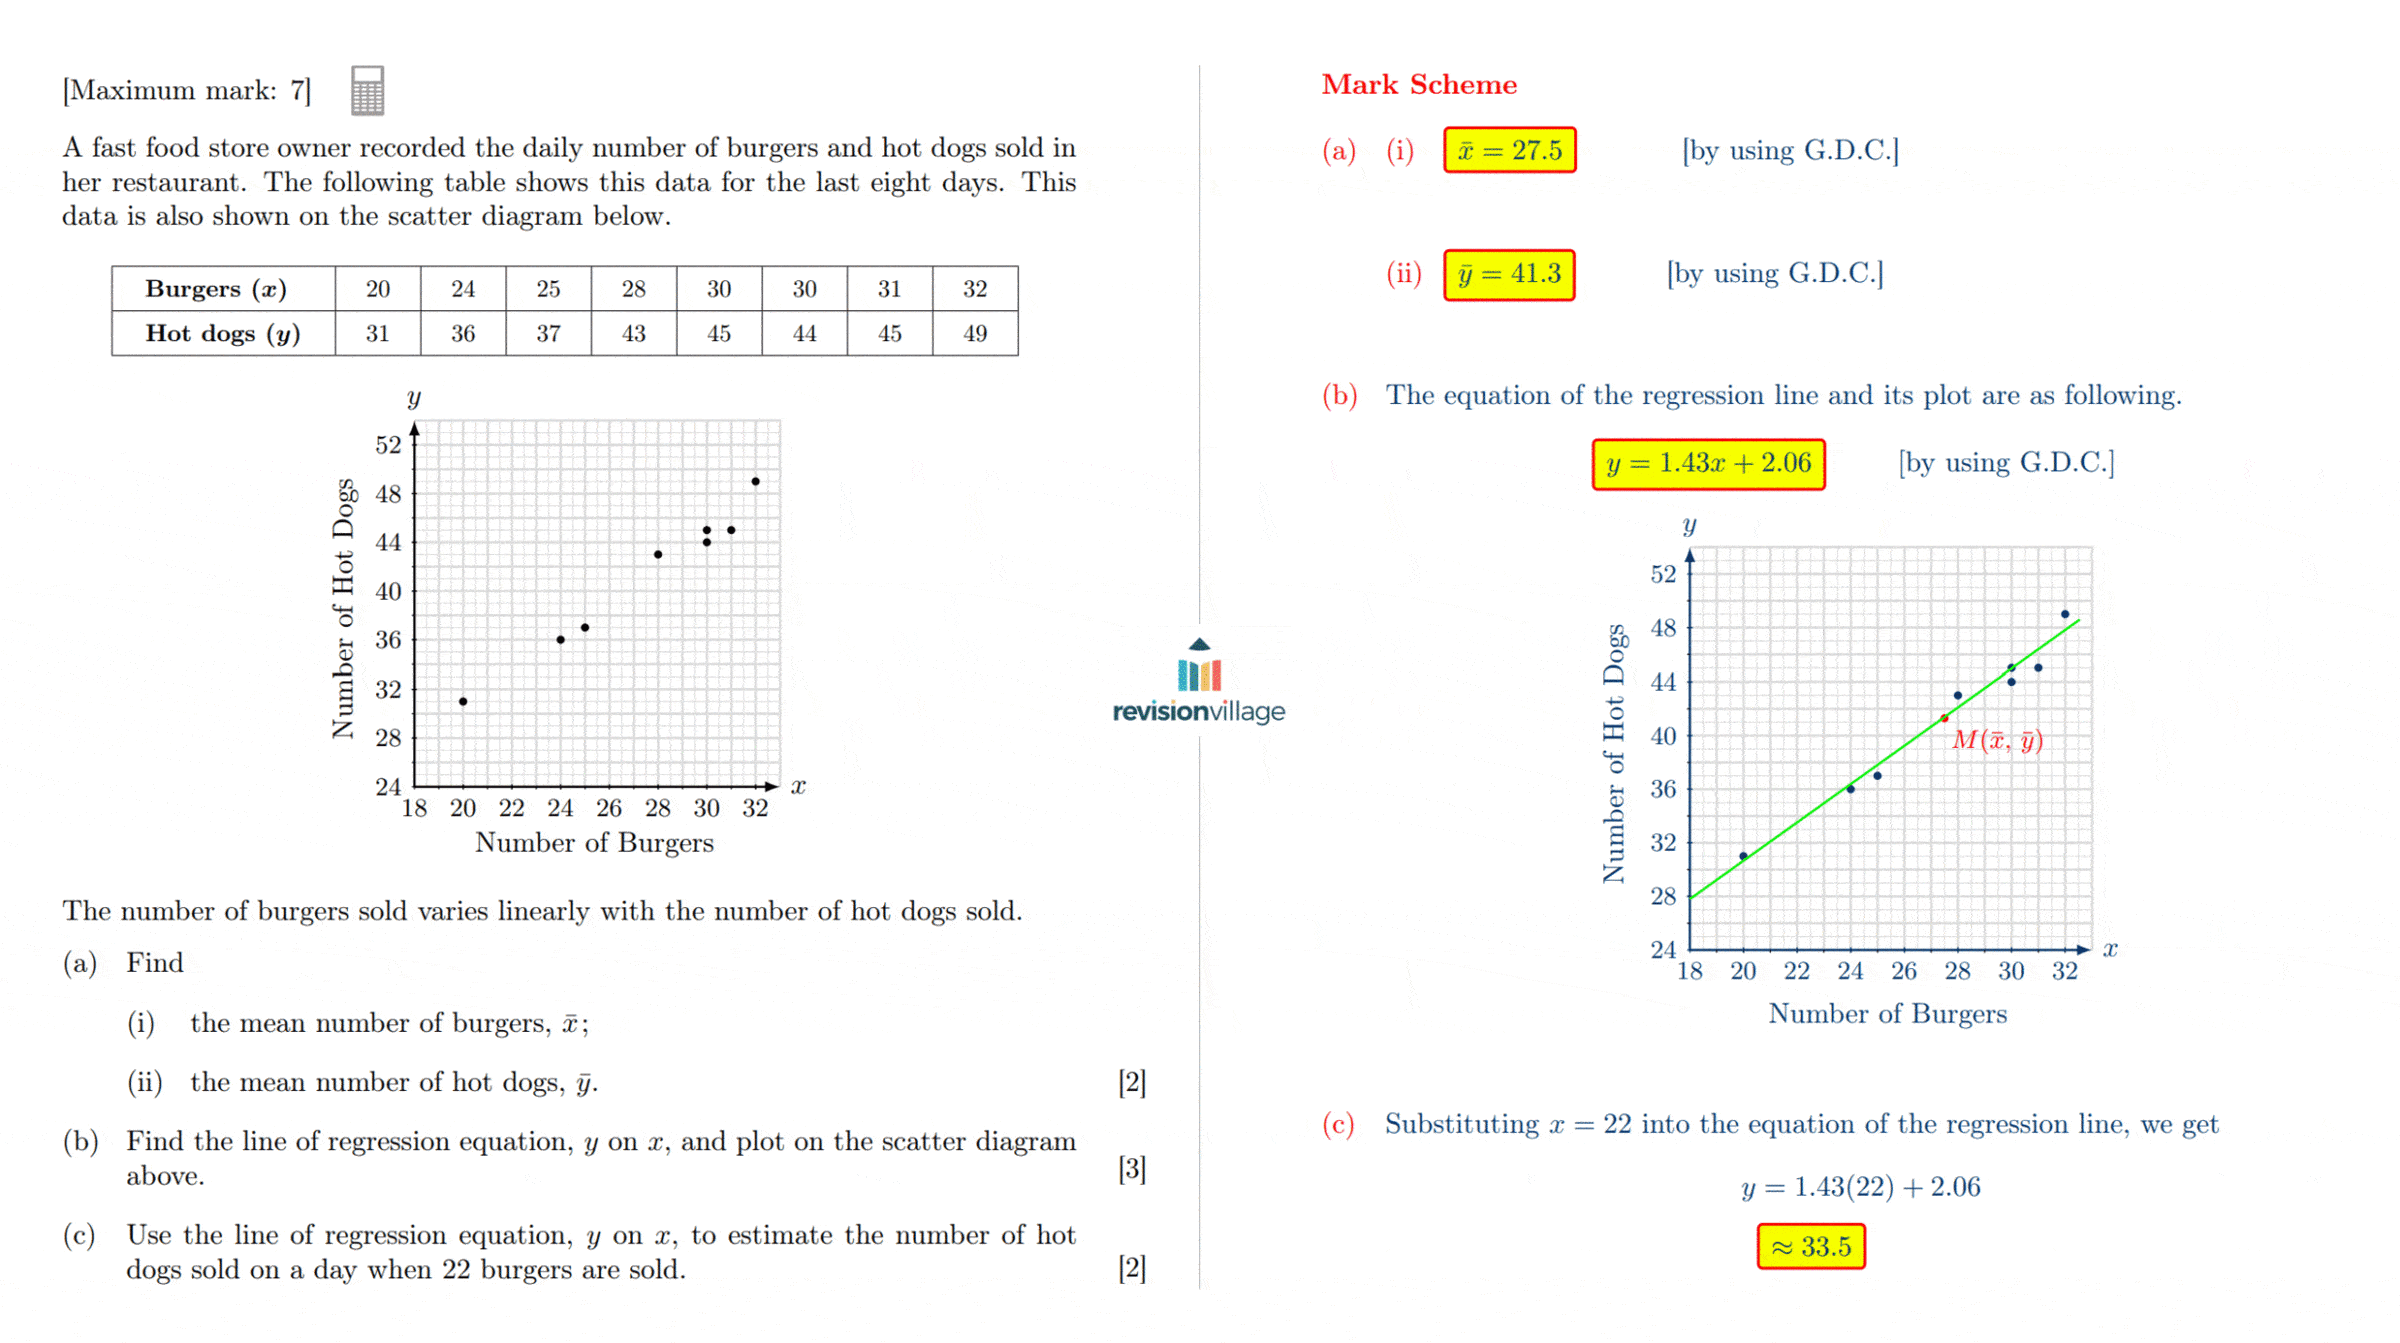 [Maximum mark: 7]
A fast food store owner recorded the daily number of burgers and hot dogs sold in
her restaurant. The following table shows this data for the last eight days. This
data is also shown on the scatter diagram below.
Burgers (x) 20 24 25 28 30 30 31 32
Hot dogs (y) 31 36 37 43 45 44 45 49
y
52
48
44
40
36
32
28
24
Number of Hot Dogs
18 20 22 24 26 28 30 32
x
Number of Burgers
The number of burgers sold varies linearly with the number of hot dogs sold.
(a) Find
(i) the mean number of burgers, x̄;
(ii) the mean number of hot dogs, ȳ. [2]
(b) Find the line of regression equation, y on x, and plot on the scatter diagram
above. [3]
(c) Use the line of regression equation, y on x, to estimate the number of hot
dogs sold on a day when 22 burgers are sold. [2]
revisionvillage
Mark Scheme
(a) (i) x̄ = 27.5 [by using G.D.C.]
(ii) ȳ = 41.3 [by using G.D.C.]
(b) The equation of the regression line and its plot are as following.
y = 1.43x + 2.06 [by using G.D.C.]
y
52
48
44
40
36
32
28
24
Number of Hot Dogs
M(x̄, ȳ)
18 20 22 24 26 28 30 32
x
Number of Burgers
(c) Substituting x = 22 into the equation of the regression line, we get
y = 1.43(22) + 2.06
≈ 33.5